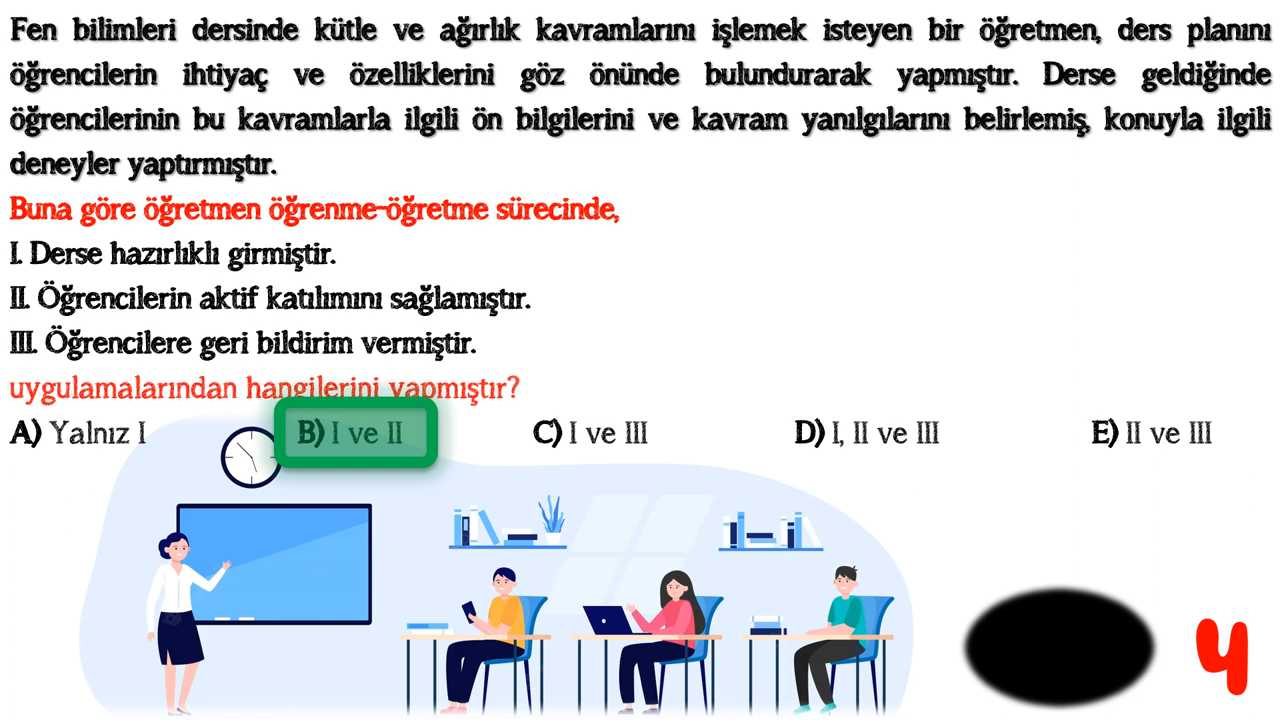 Fen bilimleri dersinde kütle ve ağırlık kavramlarını işlemek isteyen bir öğretmen, ders planını
öğrencilerin ihtiyaç ve özelliklerini göz önünde bulundurarak yapmıştır. Derse geldiğinde
öğrencilerinin bu kavramlarla ilgili ön bilgilerini ve kavram yanılgılarını belirlemiş, konuyla ilgili
deneyler yaptırmıştır.
Buna göre öğretmen öğrenme-öğretme sürecinde,
I. Derse hazırlıklı girmiştir.
II. Öğrencilerin aktif katılımını sağlamıştır.
III. Öğrencilere geri bildirim vermiştir.
uygulamalarından hangilerini yapmıştır?
A) Yalnız I B) I ve II C) I ve III D) I, II ve III E) II ve III
4